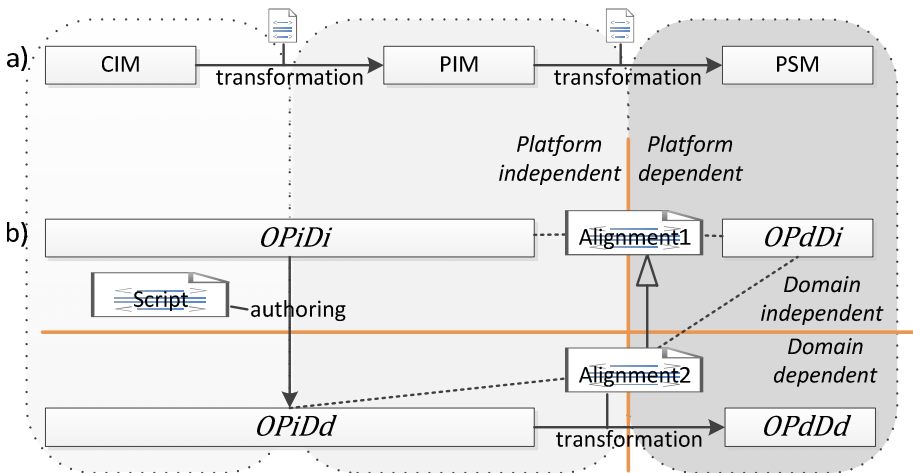 a)
CIM
PIM
PSM
transformation
transformation
Platform
independent
Platform
dependent
b)
OPiDi
Alignment1
OPdDi
Script
authoring
Domain
independent
Domain
dependent
Alignment2
OPiDd
OPdDd
transformation